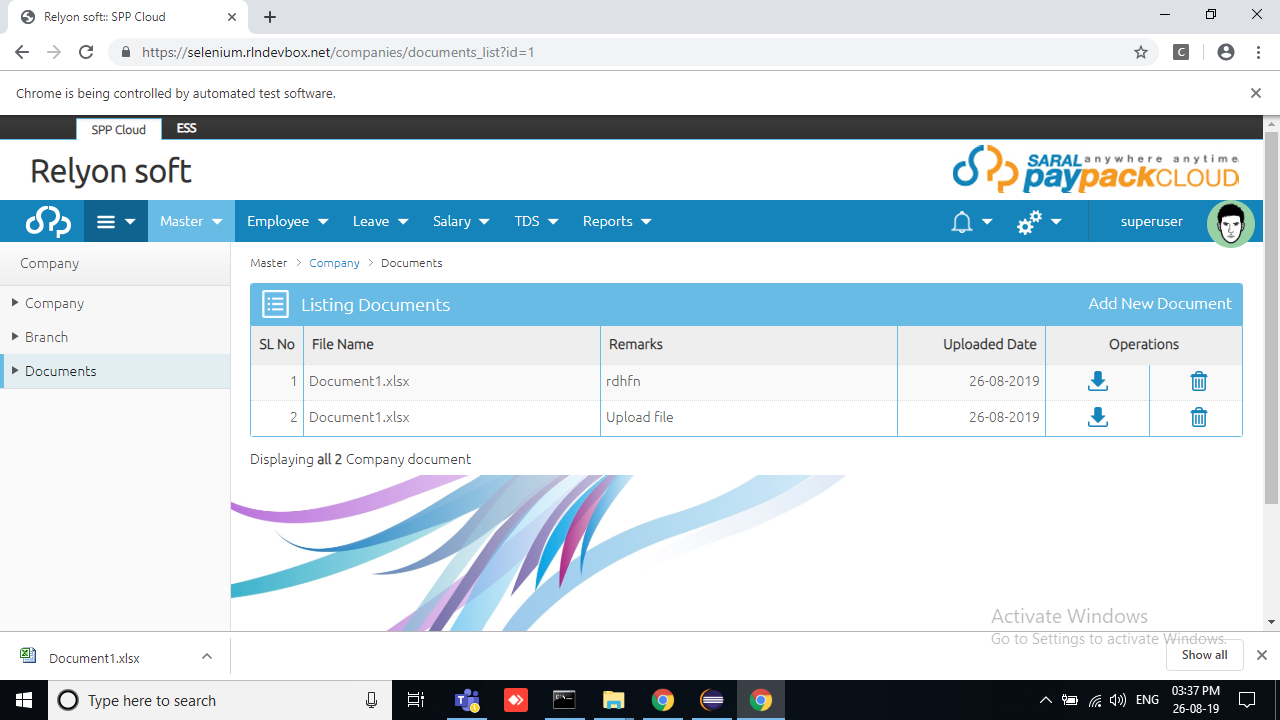 Relyon soft:: SPP Cloud
https://selenium.rlndevbox.net/companies/documents_list?id=1
C
Chrome is being controlled by automated test software.
SPP Cloud ESS
Relyon soft
SARAL anywhere anytime
paypackCLOUD
Master Employee Leave Salary TDS Reports superuser
Company
Master > Company > Documents
Company
Branch
Documents
Listing Documents Add New Document
SL No File Name Remarks Uploaded Date Operations
1 Document1.xlsx rdhfn 26-08-2019
2 Document1.xlsx Upload file 26-08-2019
Displaying all 2 Company document
Activate Windows
Go to Settings to activate Windows.
Document1.xlsx Show all
Type here to search ENG 03:37 PM
26-08-19